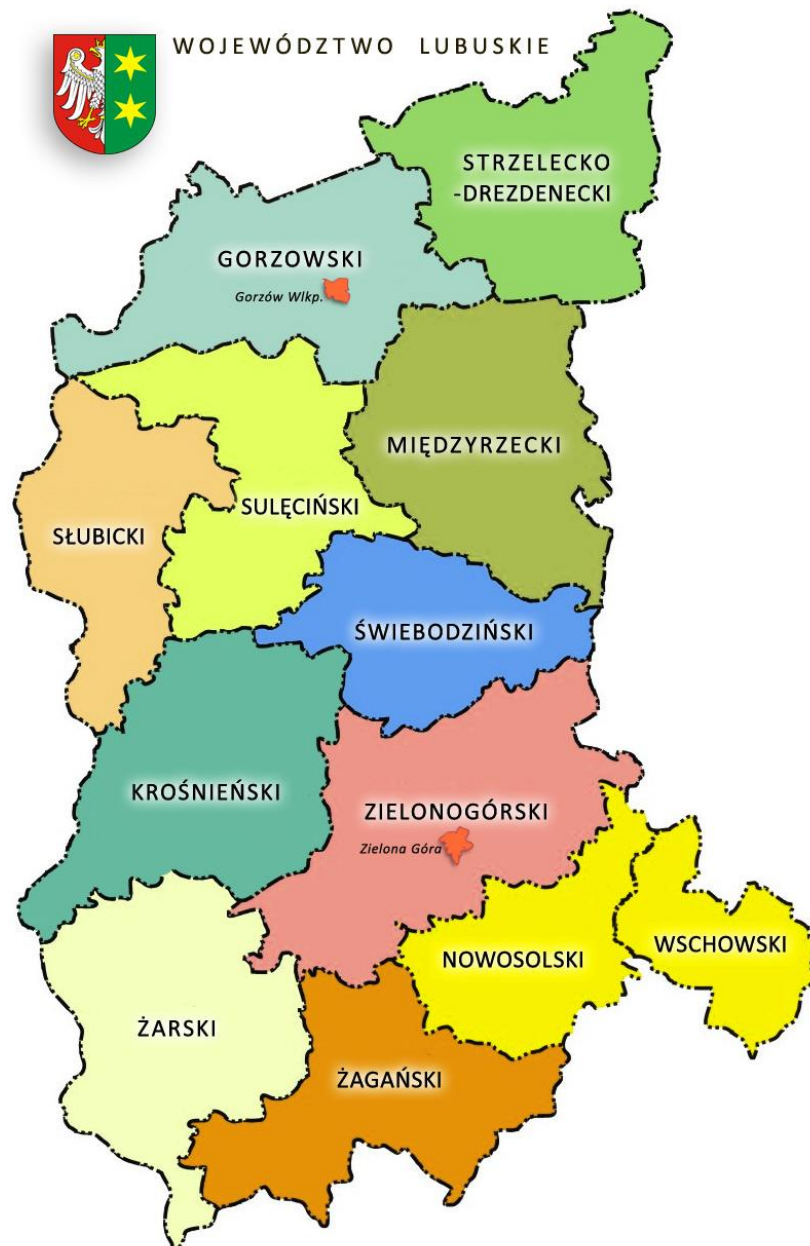 WOJEWÓDZTWO LUBUSKIE
STRZELECKO
-DREZDENECKI
GORZOWSKI
Gorzów Wlkp.
MIĘDZYRZECKI
SULĘCIŃSKI
SŁUBICKI
ŚWIEBODZIŃSKI
KROŚNIEŃSKI
ZIELONOGÓRSKI
Zielona Góra
NOWOSOLSKI
WSCHOWSKI
ŻARSKI
ŻAGAŃSKI